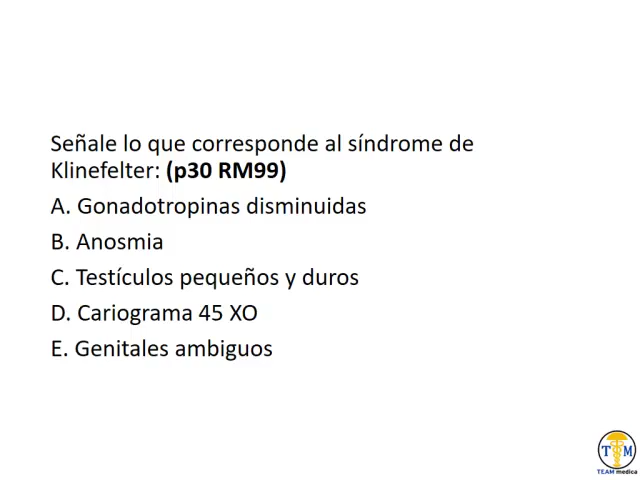 Señale lo que corresponde al síndrome de
Klinefelter: (p30 RM99)
A. Gonadotropinas disminuidas
B. Anosmia
C. Testículos pequeños y duros
D. Cariograma 45 XO
E. Genitales ambiguos
T M
TEAM medica